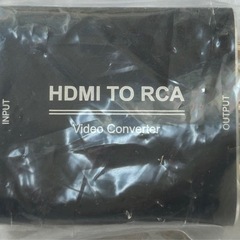 HDMI TO RCA
Video Converter
INPUT
OUTPUT